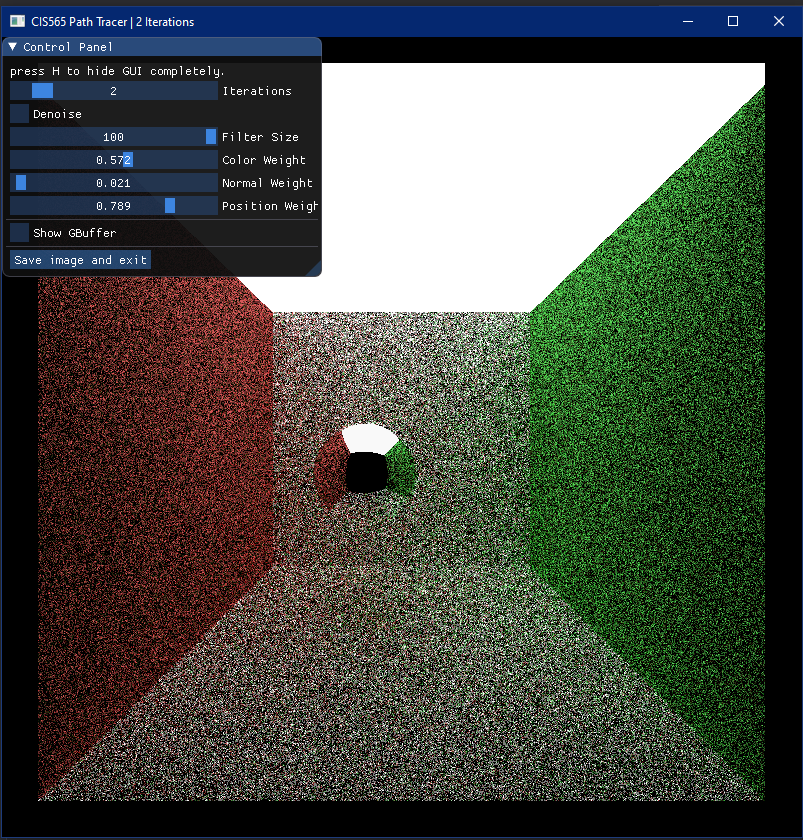 CIS565 Path Tracer | 2 Iterations
▼ Control Panel
press H to hide GUI completely.
2 Iterations
Denoise
100 Filter Size
0.572 Color Weight
0.021 Normal Weight
0.789 Position Weigh
Show GBuffer
Save image and exit